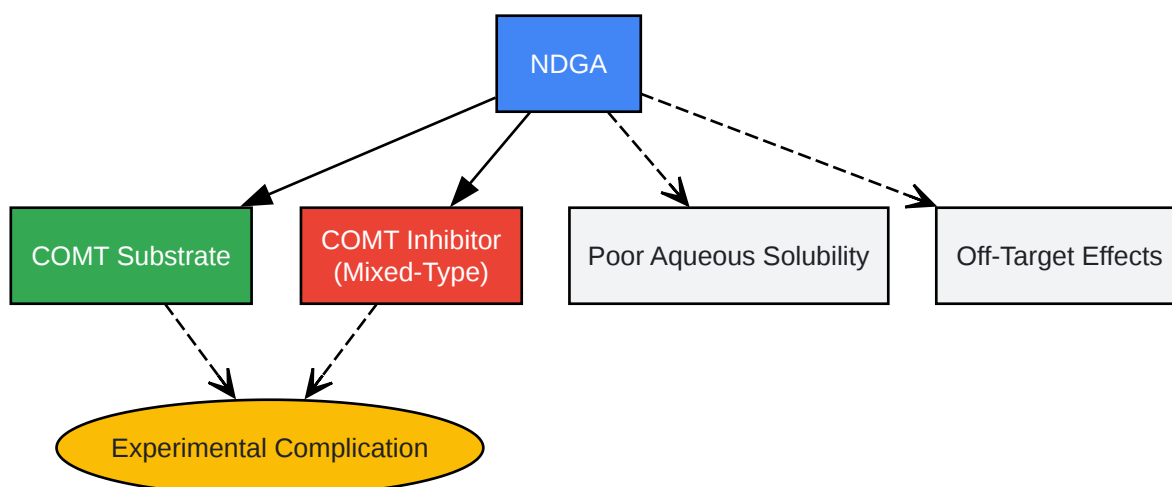 NDGA
COMT Substrate
COMT Inhibitor
(Mixed-Type)
Poor Aqueous Solubility
Off-Target Effects
Experimental Complication